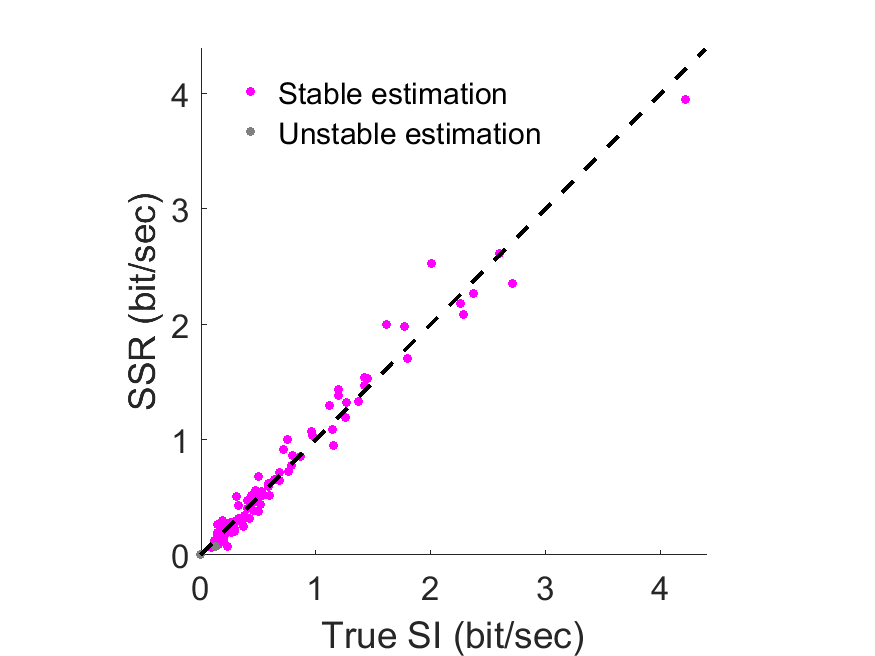 Stable estimation
Unstable estimation
SSR (bit/sec)
4
3
2
1
0
0 1 2 3 4
True SI (bit/sec)